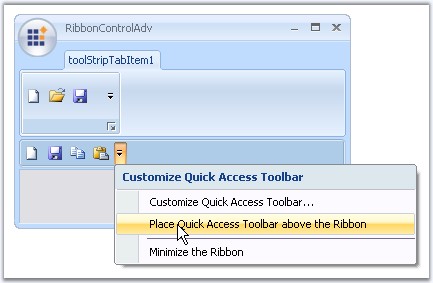 RibbonControlAdv
toolStripTabItem1
Customize Quick Access Toolbar
Customize Quick Access Toolbar...
Place Quick Access Toolbar above the Ribbon
Minimize the Ribbon